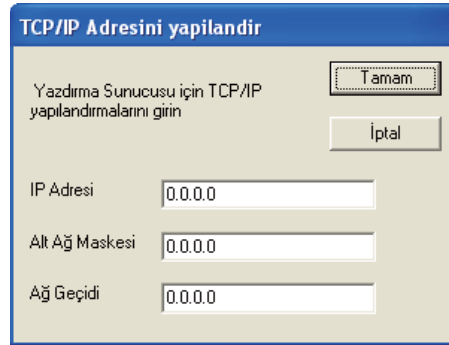 TCP/IP Adresini yapilandir
Yazdırma Sunucusu için TCP/IP
yapılandırmalarını girin
Tamam
İptal
IP Adresi
0.0.0.0
Alt Ağ Maskesi
0.0.0.0
Ağ Geçidi
0.0.0.0